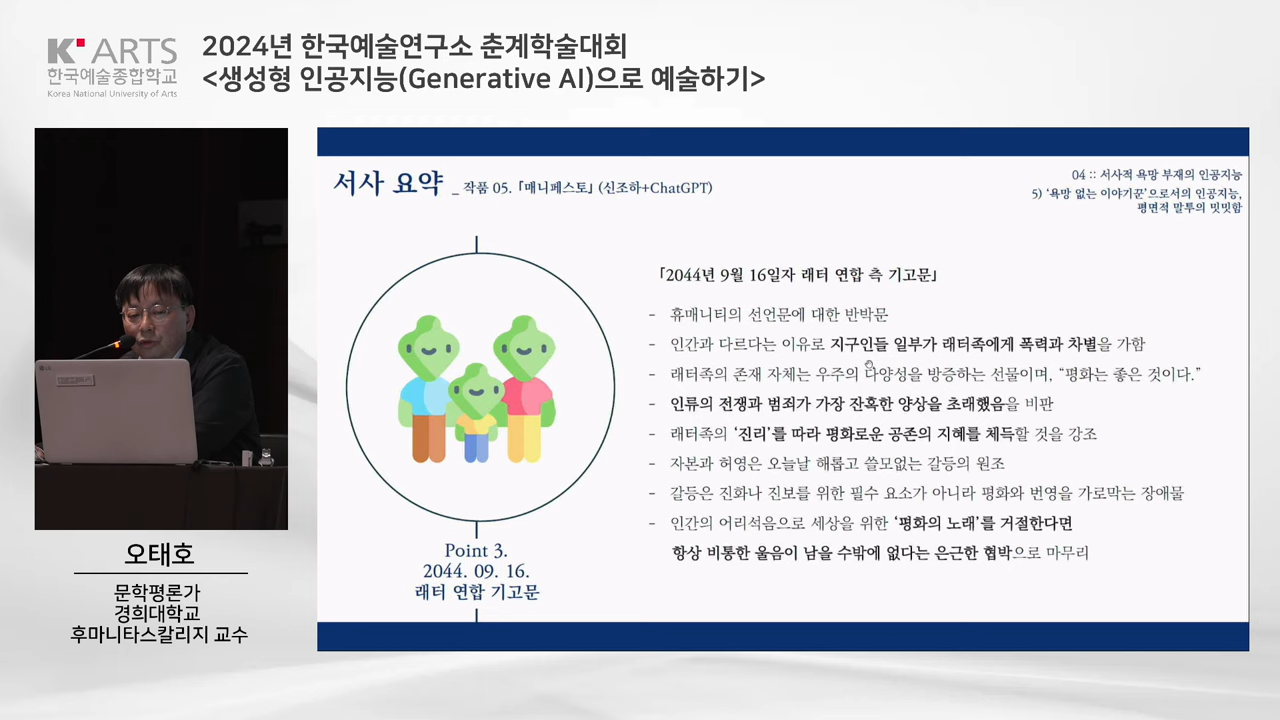 K ARTS
한국예술종합학교
Korea National University of Arts
2024년 한국예술연구소 춘계학술대회
<생성형 인공지능(Generative AI)으로 예술하기>
서사 요약 _ 작품 05. 「매니페스토」 (신조하+ChatGPT)
04 :: 서사적 욕망 부재의 인공지능
5) ‘욕망 없는 이야기꾼’으로서의 인공지능,
평면적 말투의 밋밋함
「2044년 9월 16일자 래터 연합 측 기고문」
- 휴매니티의 선언문에 대한 반박문
- 인간과 다르다는 이유로 지구인들 일부가 래터족에게 폭력과 차별을 가함
- 래터족의 존재 자체는 우주의 다양성을 방증하는 선물이며, “평화는 좋은 것이다.”
- 인류의 전쟁과 범죄가 가장 잔혹한 양상을 초래했음을 비판
- 래터족의 ‘진리’를 따라 평화로운 공존의 지혜를 체득할 것을 강조
- 자본과 허영은 오늘날 해롭고 쓸모없는 갈등의 원조
- 갈등은 진화나 진보를 위한 필수 요소가 아니라 평화와 번영을 가로막는 장애물
- 인간의 어리석음으로 세상을 위한 ‘평화의 노래’를 거절한다면
항상 비통한 울음이 남을 수밖에 없다는 은근한 협박으로 마무리
Point 3.
2044. 09. 16.
래터 연합 기고문
오태호
문학평론가
경희대학교
후마니타스칼리지 교수